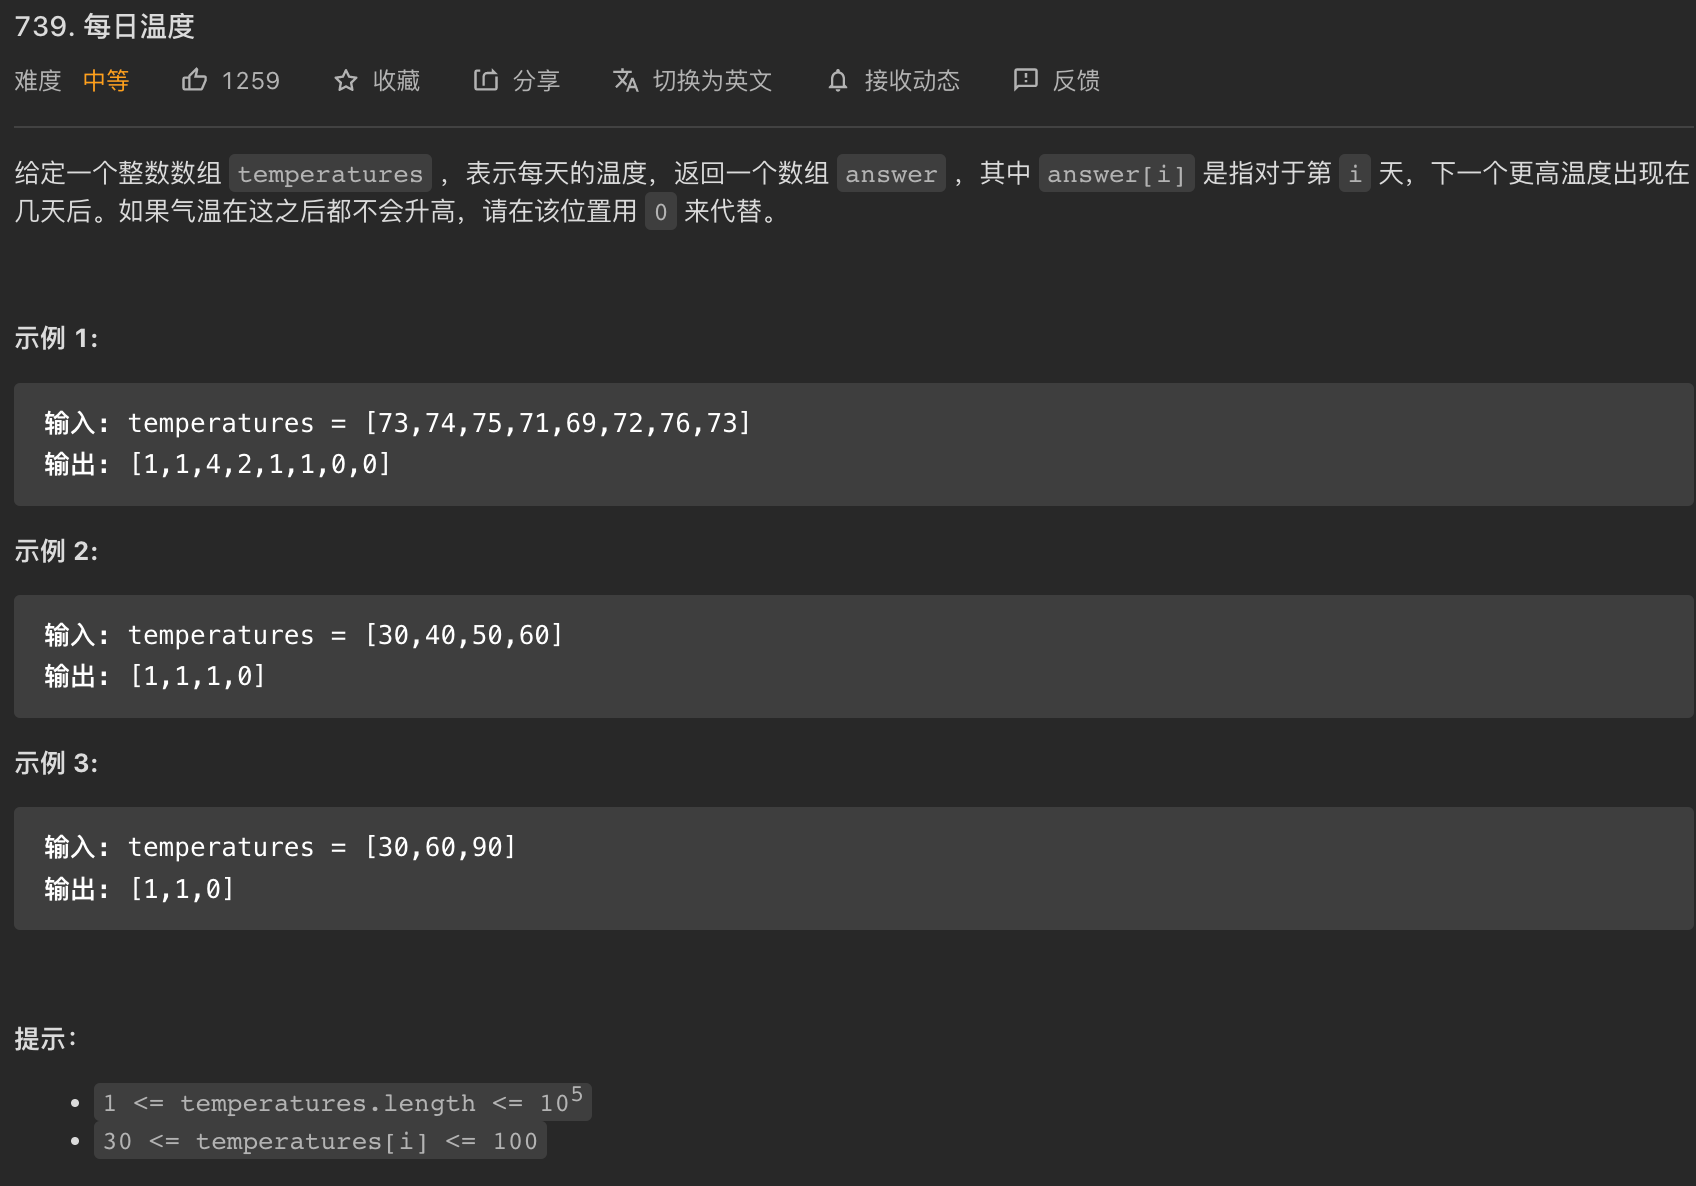 739. 每日温度
难度 中等 1259 收藏 分享 切换为英文 接收动态 反馈
给定一个整数数组 temperatures ，表示每天的温度，返回一个数组 answer ，其中 answer[i] 是指对于第 i 天，下一个更高温度出现在
几天后。如果气温在这之后都不会升高，请在该位置用 0 来代替。
示例 1:
输入: temperatures = [73,74,75,71,69,72,76,73]
输出: [1,1,4,2,1,1,0,0]
示例 2:
输入: temperatures = [30,40,50,60]
输出: [1,1,1,0]
示例 3:
输入: temperatures = [30,60,90]
输出: [1,1,0]
提示：
• 1 <= temperatures.length <= 10⁵
• 30 <= temperatures[i] <= 100